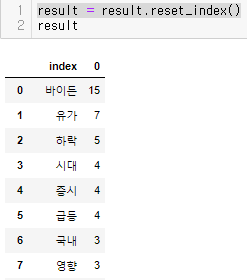 1 result = result.reset_index()
2 result
index 0
0 바이든 15
1 유가 7
2 하락 5
3 시대 4
4 증시 4
5 급등 4
6 국내 3
7 영향 3